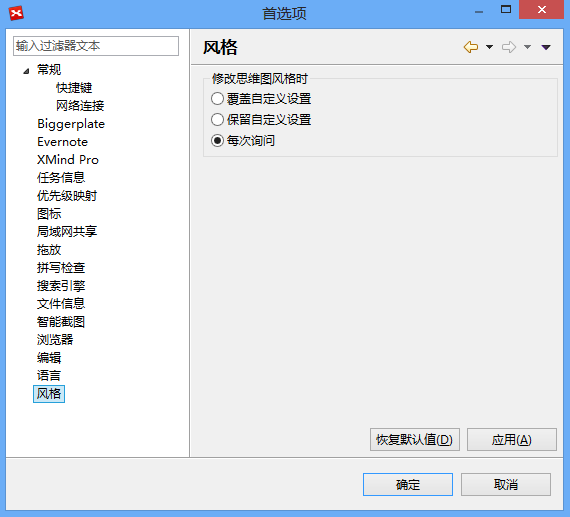 首选项
输入过滤器文本
常规
快捷键
网络连接
Biggerplate
Evernote
XMind Pro
任务信息
优先级映射
图标
局域网共享
拖放
拼写检查
搜索引擎
文件信息
智能截图
浏览器
编辑
语言
风格
风格
修改思维图风格时
覆盖自定义设置
保留自定义设置
每次询问
恢复默认值(D)
应用(A)
确定
取消